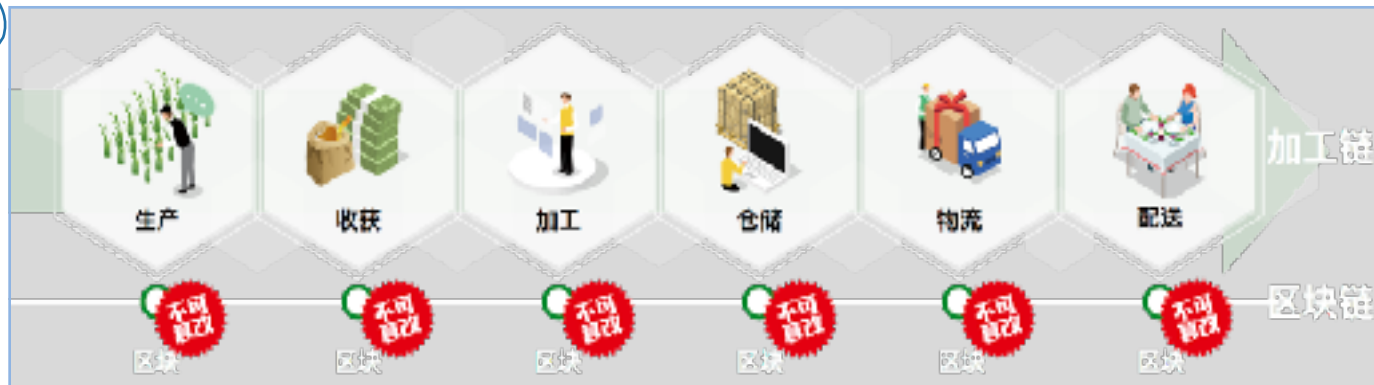 生产 收获 加工 仓储 物流 配送
加工链
不可篡改 不可篡改 不可篡改 不可篡改 不可篡改 不可篡改
区块链
区块 区块 区块 区块 区块 区块